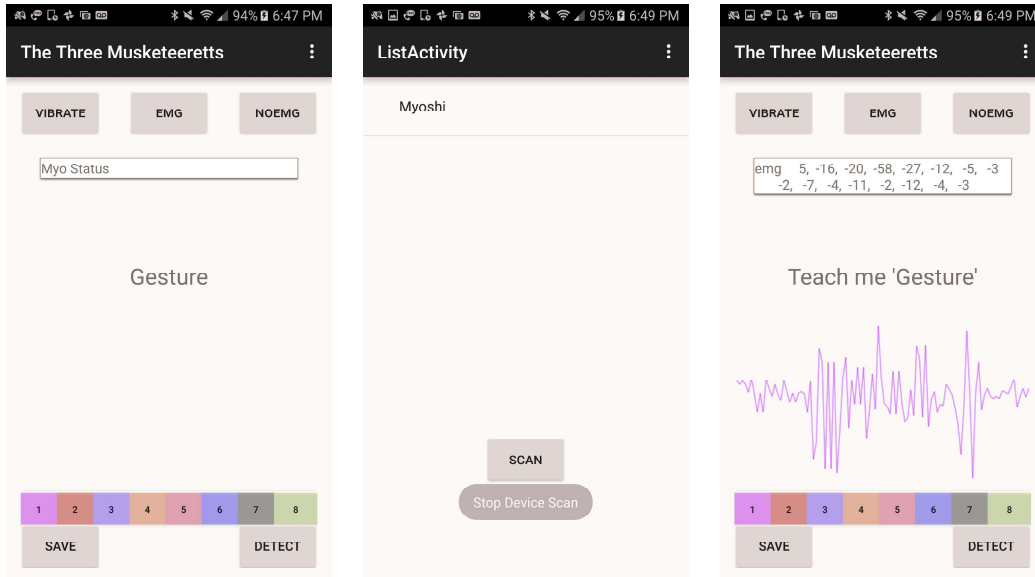 94% 6:47 PM
The Three Musketeeretts
VIBRATE EMG NOEMG
Myo Status
Gesture
1 2 3 4 5 6 7 8
SAVE DETECT
95% 6:49 PM
ListActivity
Myoshi
SCAN
Stop Device Scan
95% 6:49 PM
The Three Musketeeretts
VIBRATE EMG NOEMG
emg 5, -16, -20, -58, -27, -12, -5, -3
-2, -7, -4, -11, -2, -12, -4, -3
Teach me 'Gesture'
1 2 3 4 5 6 7 8
SAVE DETECT